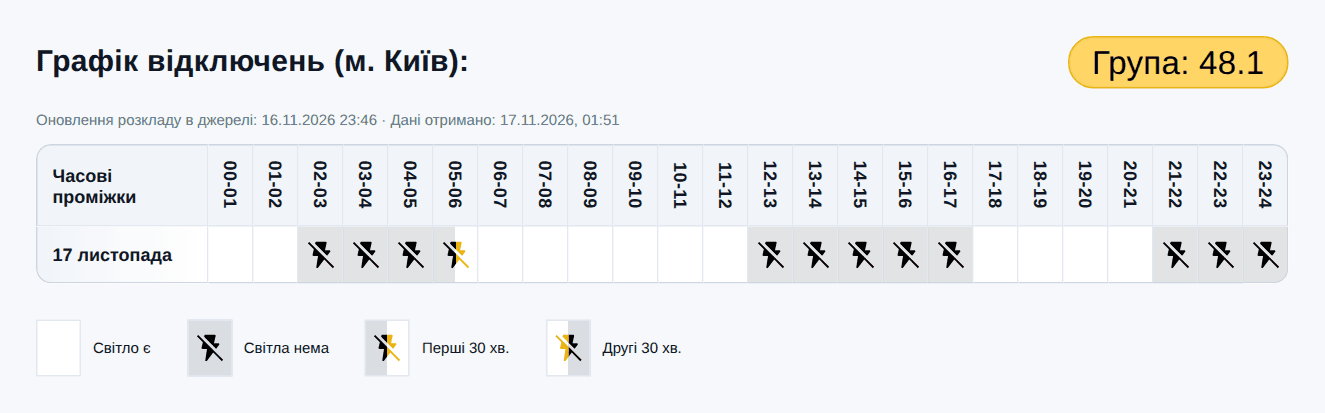 Графік відключень (м. Київ):
Група: 48.1
Оновлення розкладу в джерелі: 16.11.2026 23:46 · Дані отримано: 17.11.2026, 01:51
Часові
проміжки
00-01
01-02
02-03
03-04
04-05
05-06
06-07
07-08
08-09
09-10
10-11
11-12
12-13
13-14
14-15
15-16
16-17
17-18
18-19
19-20
20-21
21-22
22-23
23-24
17 листопада
Світло є
Світла нема
Перші 30 хв.
Другі 30 хв.